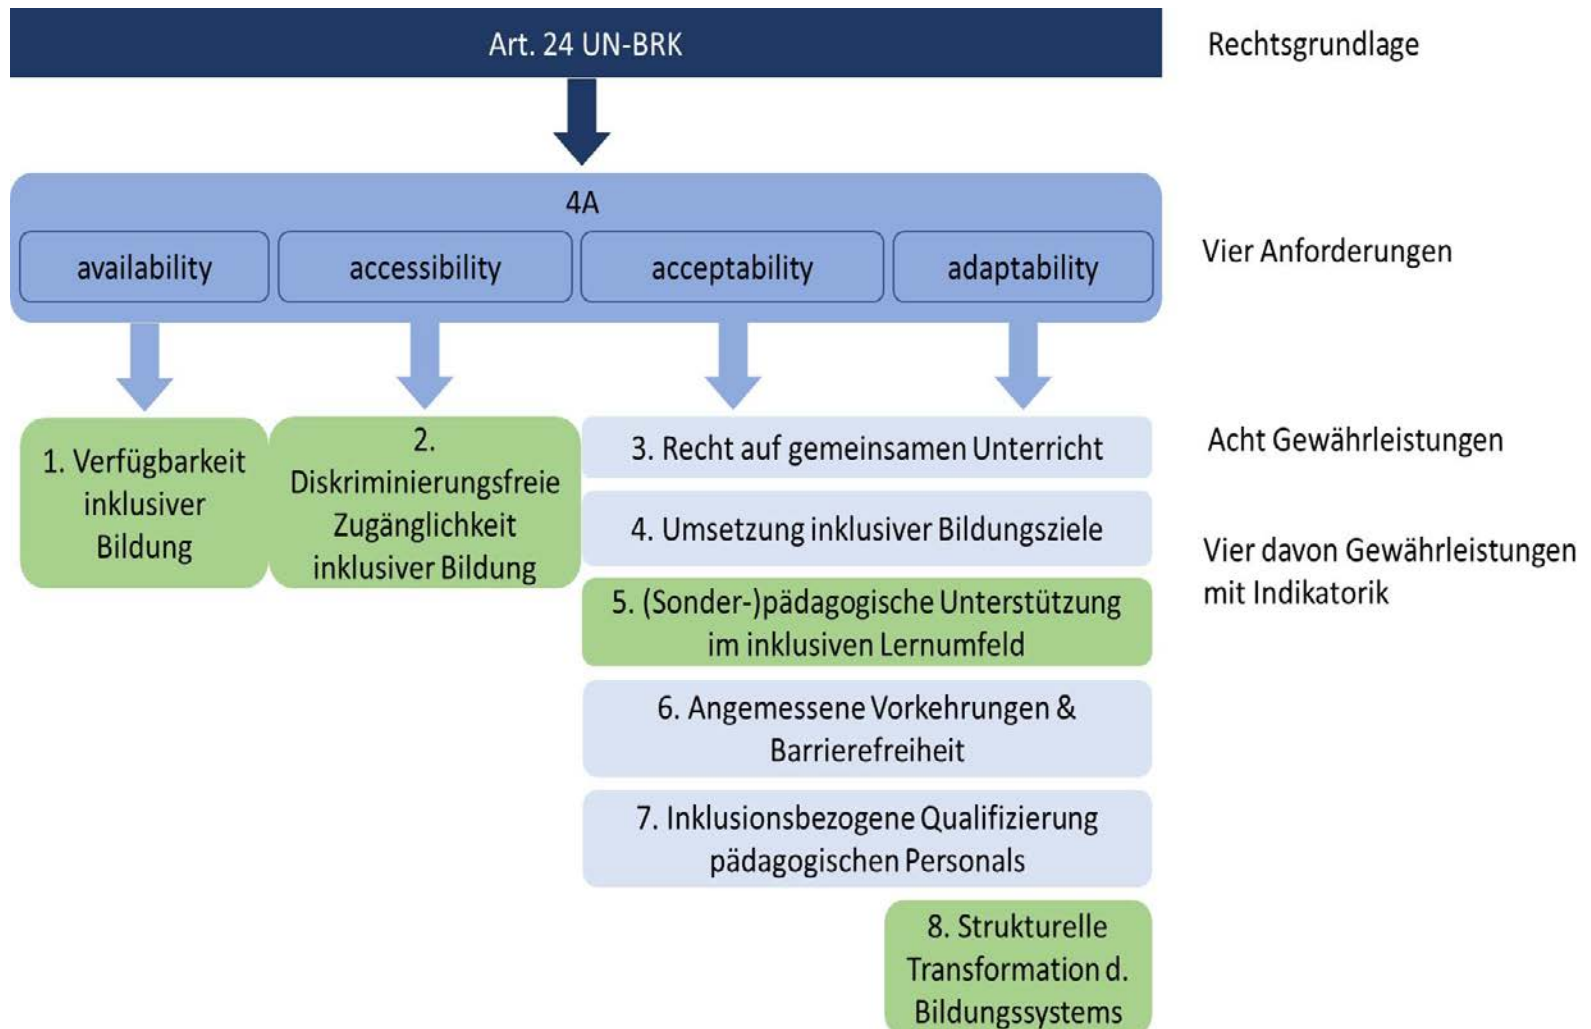 Art. 24 UN-BRK
Rechtsgrundlage
4A
availability
accessibility
acceptability
adaptability
Vier Anforderungen
1. Verfügbarkeit
inklusiver
Bildung
2.
Diskriminierungsfreie
Zugänglichkeit
inklusiver Bildung
3. Recht auf gemeinsamen Unterricht
4. Umsetzung inklusiver Bildungsziele
5. (Sonder-)pädagogische Unterstützung
im inklusiven Lernumfeld
6. Angemessene Vorkehrungen &
Barrierefreiheit
7. Inklusionsbezogene Qualifizierung
pädagogischen Personals
8. Strukturelle
Transformation d.
Bildungssystems
Acht Gewährleistungen
Vier davon Gewährleistungen
mit Indikatorik